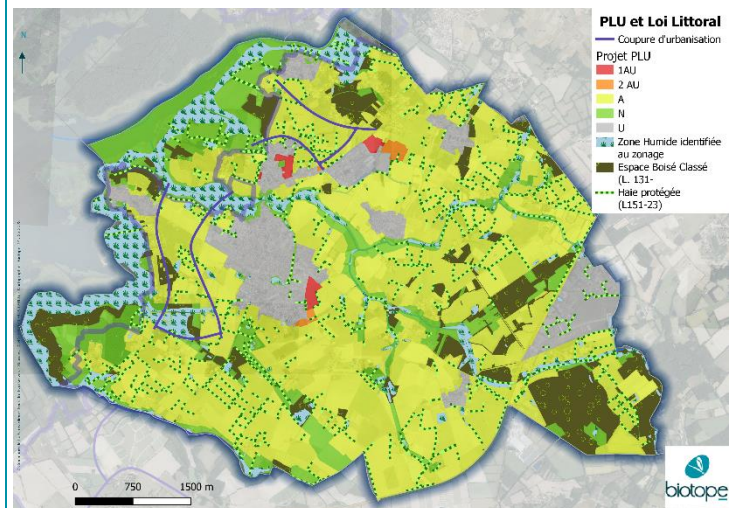 PLU et Loi Littoral
Coupure d'urbanisation
Projet PLU
1AU
2 AU
A
N
U
Zone Humide identifiée
au zonage
Espace Boisé Classé
(L. 131-
Haie protégée
(L151-23)
N
0 750 1500 m
biotope